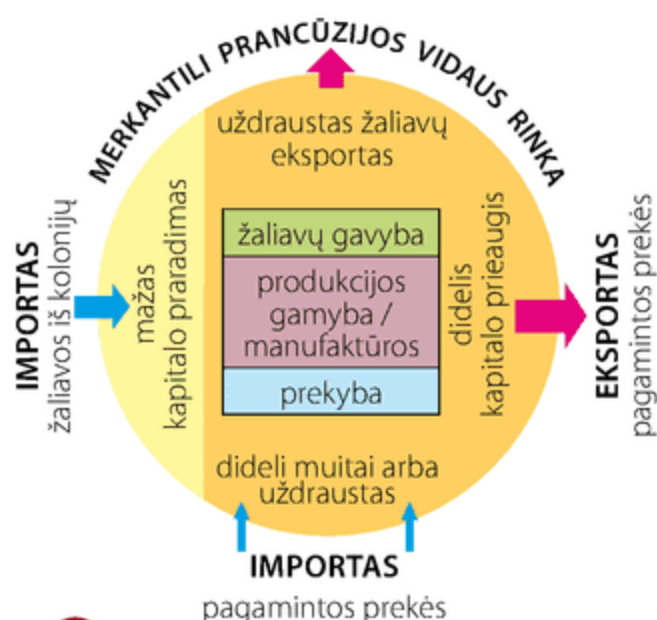 MERKANTILI PRANCŪZIJOS VIDAUS RINKA
uždraustas žaliavų
eksportas
IMPORTAS
žaliavos iš kolonijų
mažas
kapitalo praradimas
žaliavų gavyba
produkcijos
gamyba /
manufaktūros
prekyba
didelis
kapitalo prieaugis
EKSPORTAS
pagamintos prekės
dideli muitai arba
uždraustas
IMPORTAS
pagamintos prekės